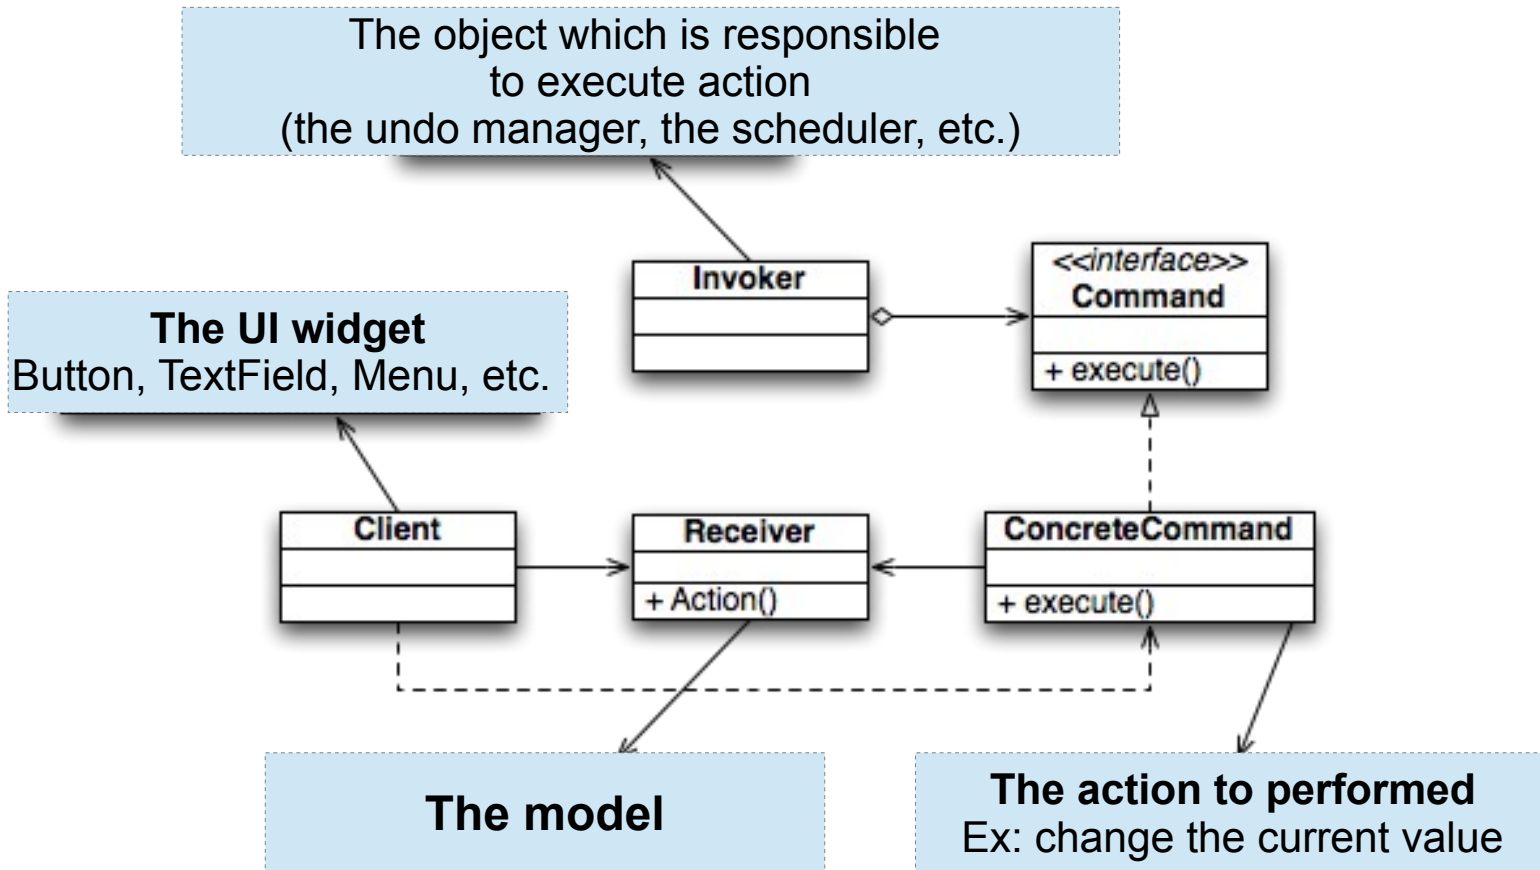 The object which is responsible
to execute action
(the undo manager, the scheduler, etc.)
<<interface>>
Command
+ execute()
Invoker
The UI widget
Button, TextField, Menu, etc.
Client
Receiver
+ Action()
ConcreteCommand
+ execute()
The model
The action to performed
Ex: change the current value